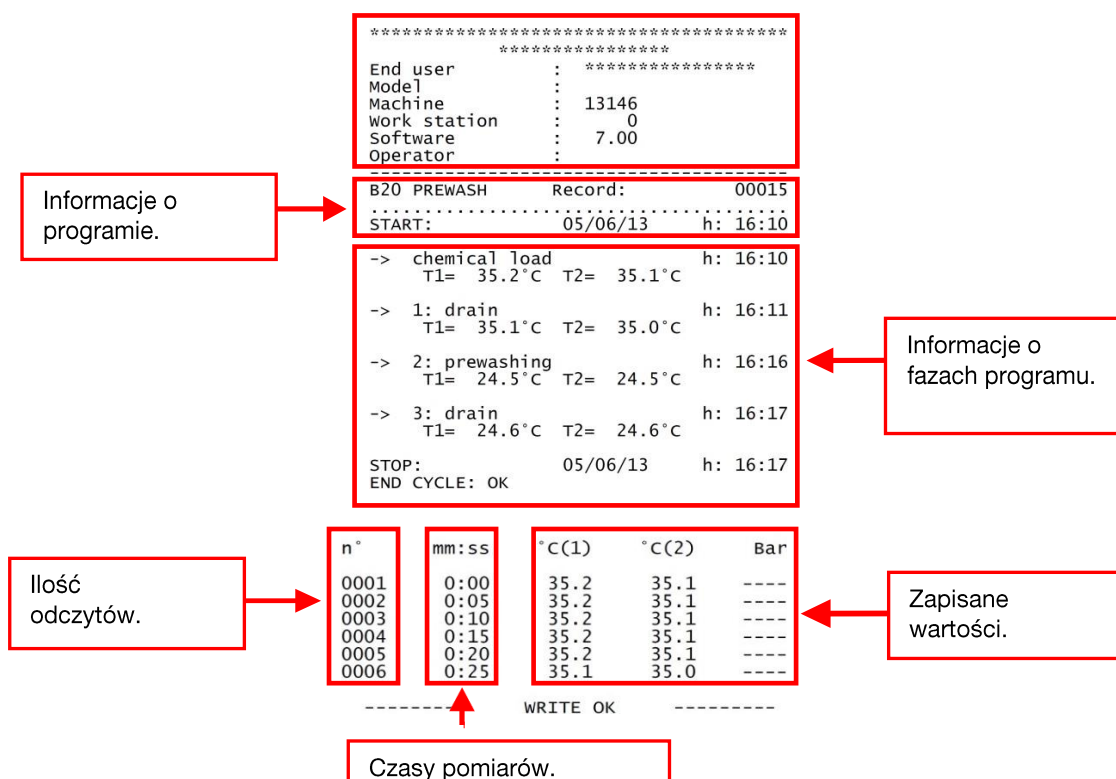 ****************************************
****************
End user : ****************
Model :
Machine : 13146
Work station : 0
Software : 7.00
Operator :
---------------------------------------
B20 PREWASH Record: 00015
.......................................
START: 05/06/13 h: 16:10
Informacje o
programie.
-> chemical load h: 16:10
T1= 35.2°C T2= 35.1°C
-> 1: drain h: 16:11
T1= 35.1°C T2= 35.0°C
-> 2: prewashing h: 16:16
T1= 24.5°C T2= 24.5°C
-> 3: drain h: 16:17
T1= 24.6°C T2= 24.6°C
STOP: 05/06/13 h: 16:17
END CYCLE: OK
Informacje o
fazach programu.
n° mm:ss °C(1) °C(2) Bar
0001 0:00 35.2 35.1 ----
0002 0:05 35.2 35.1 ----
0003 0:10 35.2 35.1 ----
0004 0:15 35.2 35.1 ----
0005 0:20 35.2 35.1 ----
0006 0:25 35.1 35.0 ----
Ilość
odczytów.
Zapisane
wartości.
--------- WRITE OK ---------
Czasy pomiarów.